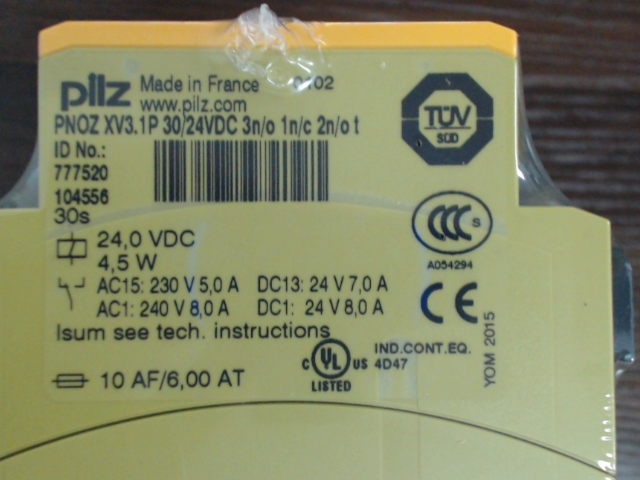 pilz Made in France
www.pilz.com
PNOZ XV3.1P 30/24VDC 3n/o 1n/c 2n/o t
ID No.:
777520
104556
30s
24,0 VDC
4,5 W
AC15: 230 V 5,0 A DC13: 24 V 7,0 A
AC1: 240 V 8,0 A DC1: 24 V 8,0 A
Isum see tech. instructions
10 AF/6,00 AT
TÜV
SÜD
CCC S
A054294
CE
YOM 2015
C UL US
LISTED
IND.CONT.EQ.
4D47